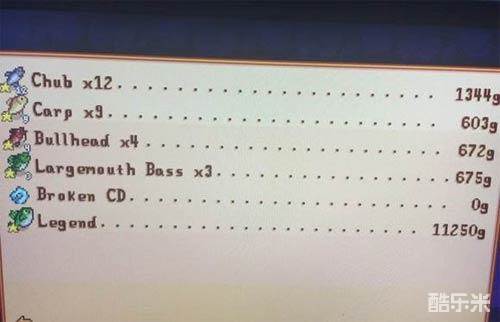 Chub x12........................ 1344g
Carp x9........................ 603g
Bullhead x4........................ 672g
Largemouth Bass x3................ 675g
Broken CD........................ 0g
Legend........................ 11250g
酷乐米